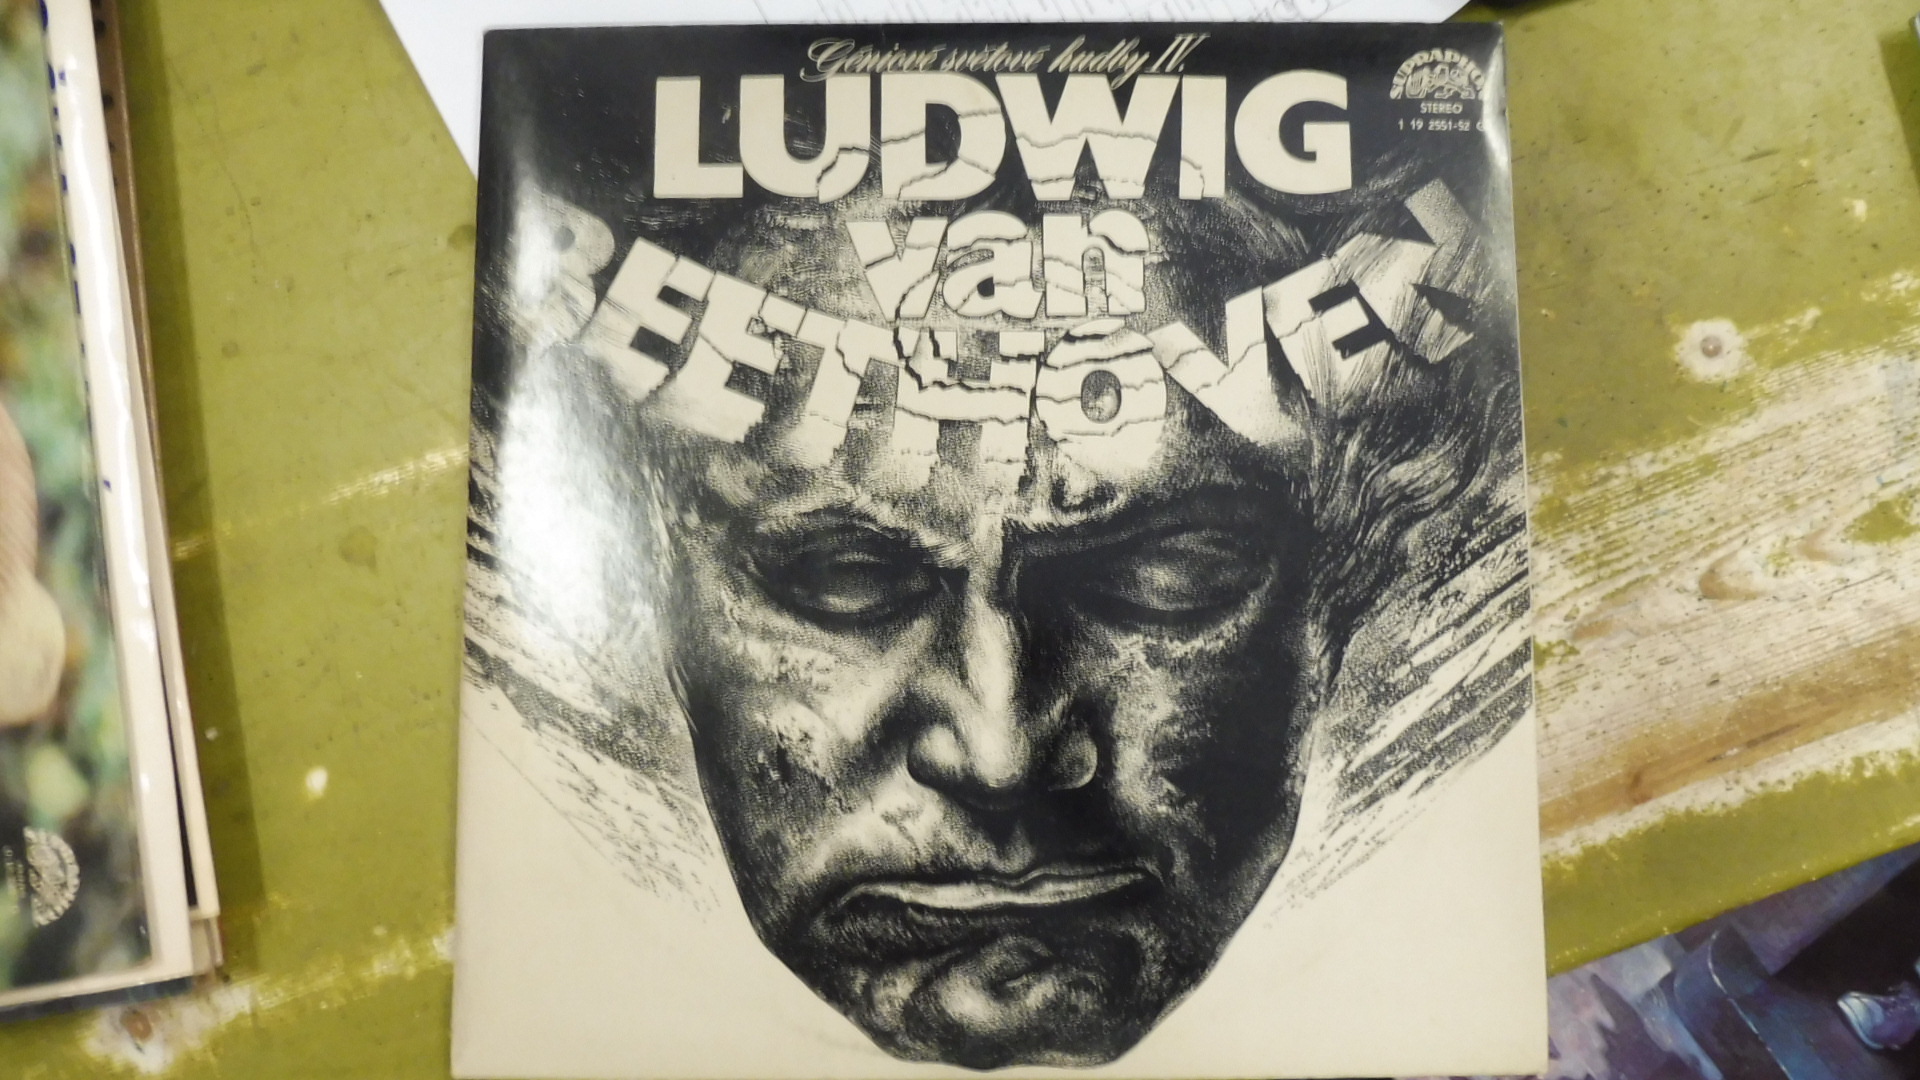 Géniové světové hudby IV.
LUDWIG
van
BEETHOVEN
SUPRAPHON
STEREO
1 19 2551-52 G